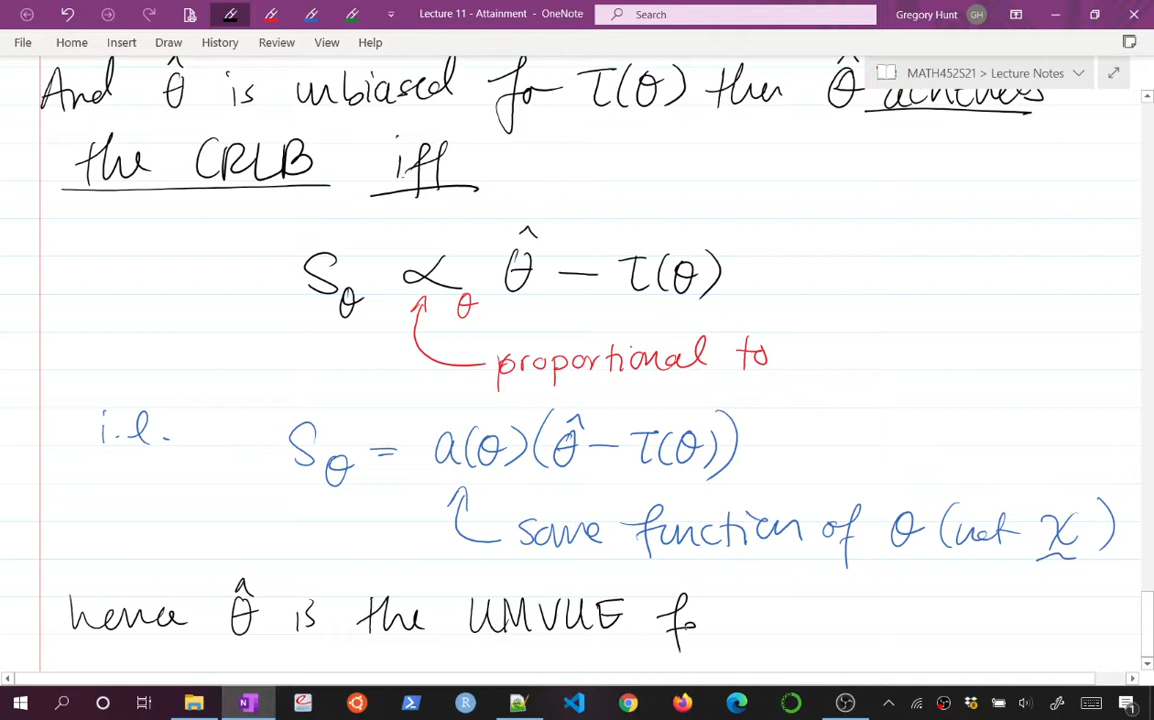 Lecture 11 - Attainment - OneNote
Search
Gregory Hunt
GH
File Home Insert Draw History Review View Help
MATH452S21 > Lecture Notes
And θ̂ is unbiased for τ(θ) then θ̂ achieves
the CRLB iff
S_θ ∝_θ θ̂ − τ(θ)
proportional to
i.e. S_θ = a(θ)(θ̂ − τ(θ))
some function of θ (not x̰)
hence θ̂ is the UMVUE fo